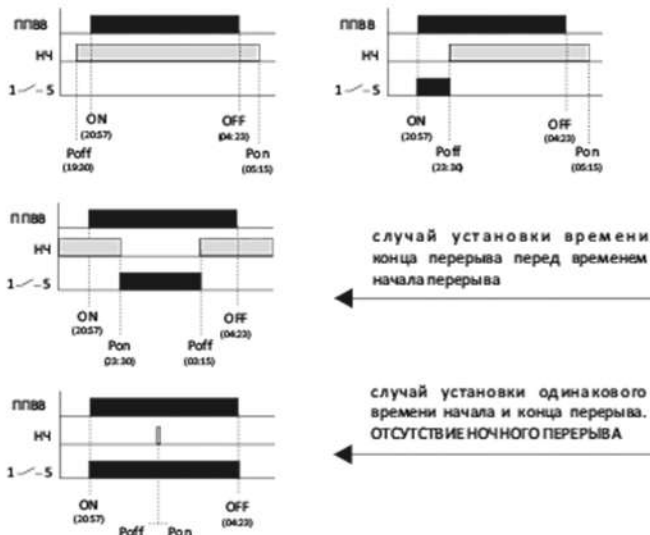 ППВВ
НЧ
1 - 5
ON
(20:57)
OFF
(04:23)
Poff
(19:30)
Pon
(05:15)
ППВВ
НЧ
1 - 5
ON
(20:57)
OFF
(04:23)
Poff
(23:30)
Pon
(05:15)
ППВВ
НЧ
1 - 5
ON
(20:57)
OFF
(04:23)
Pon
(23:30)
Poff
(03:15)
случай установки времени
конца перерыва перед временем
начала перерыва
ППВВ
НЧ
1 - 5
ON
(20:57)
OFF
(04:23)
Poff Pon
случай установки одинакового
времени начала и конца перерыва.
ОТСУТСТВИЕ НОЧНОГО ПЕРЕРЫВА